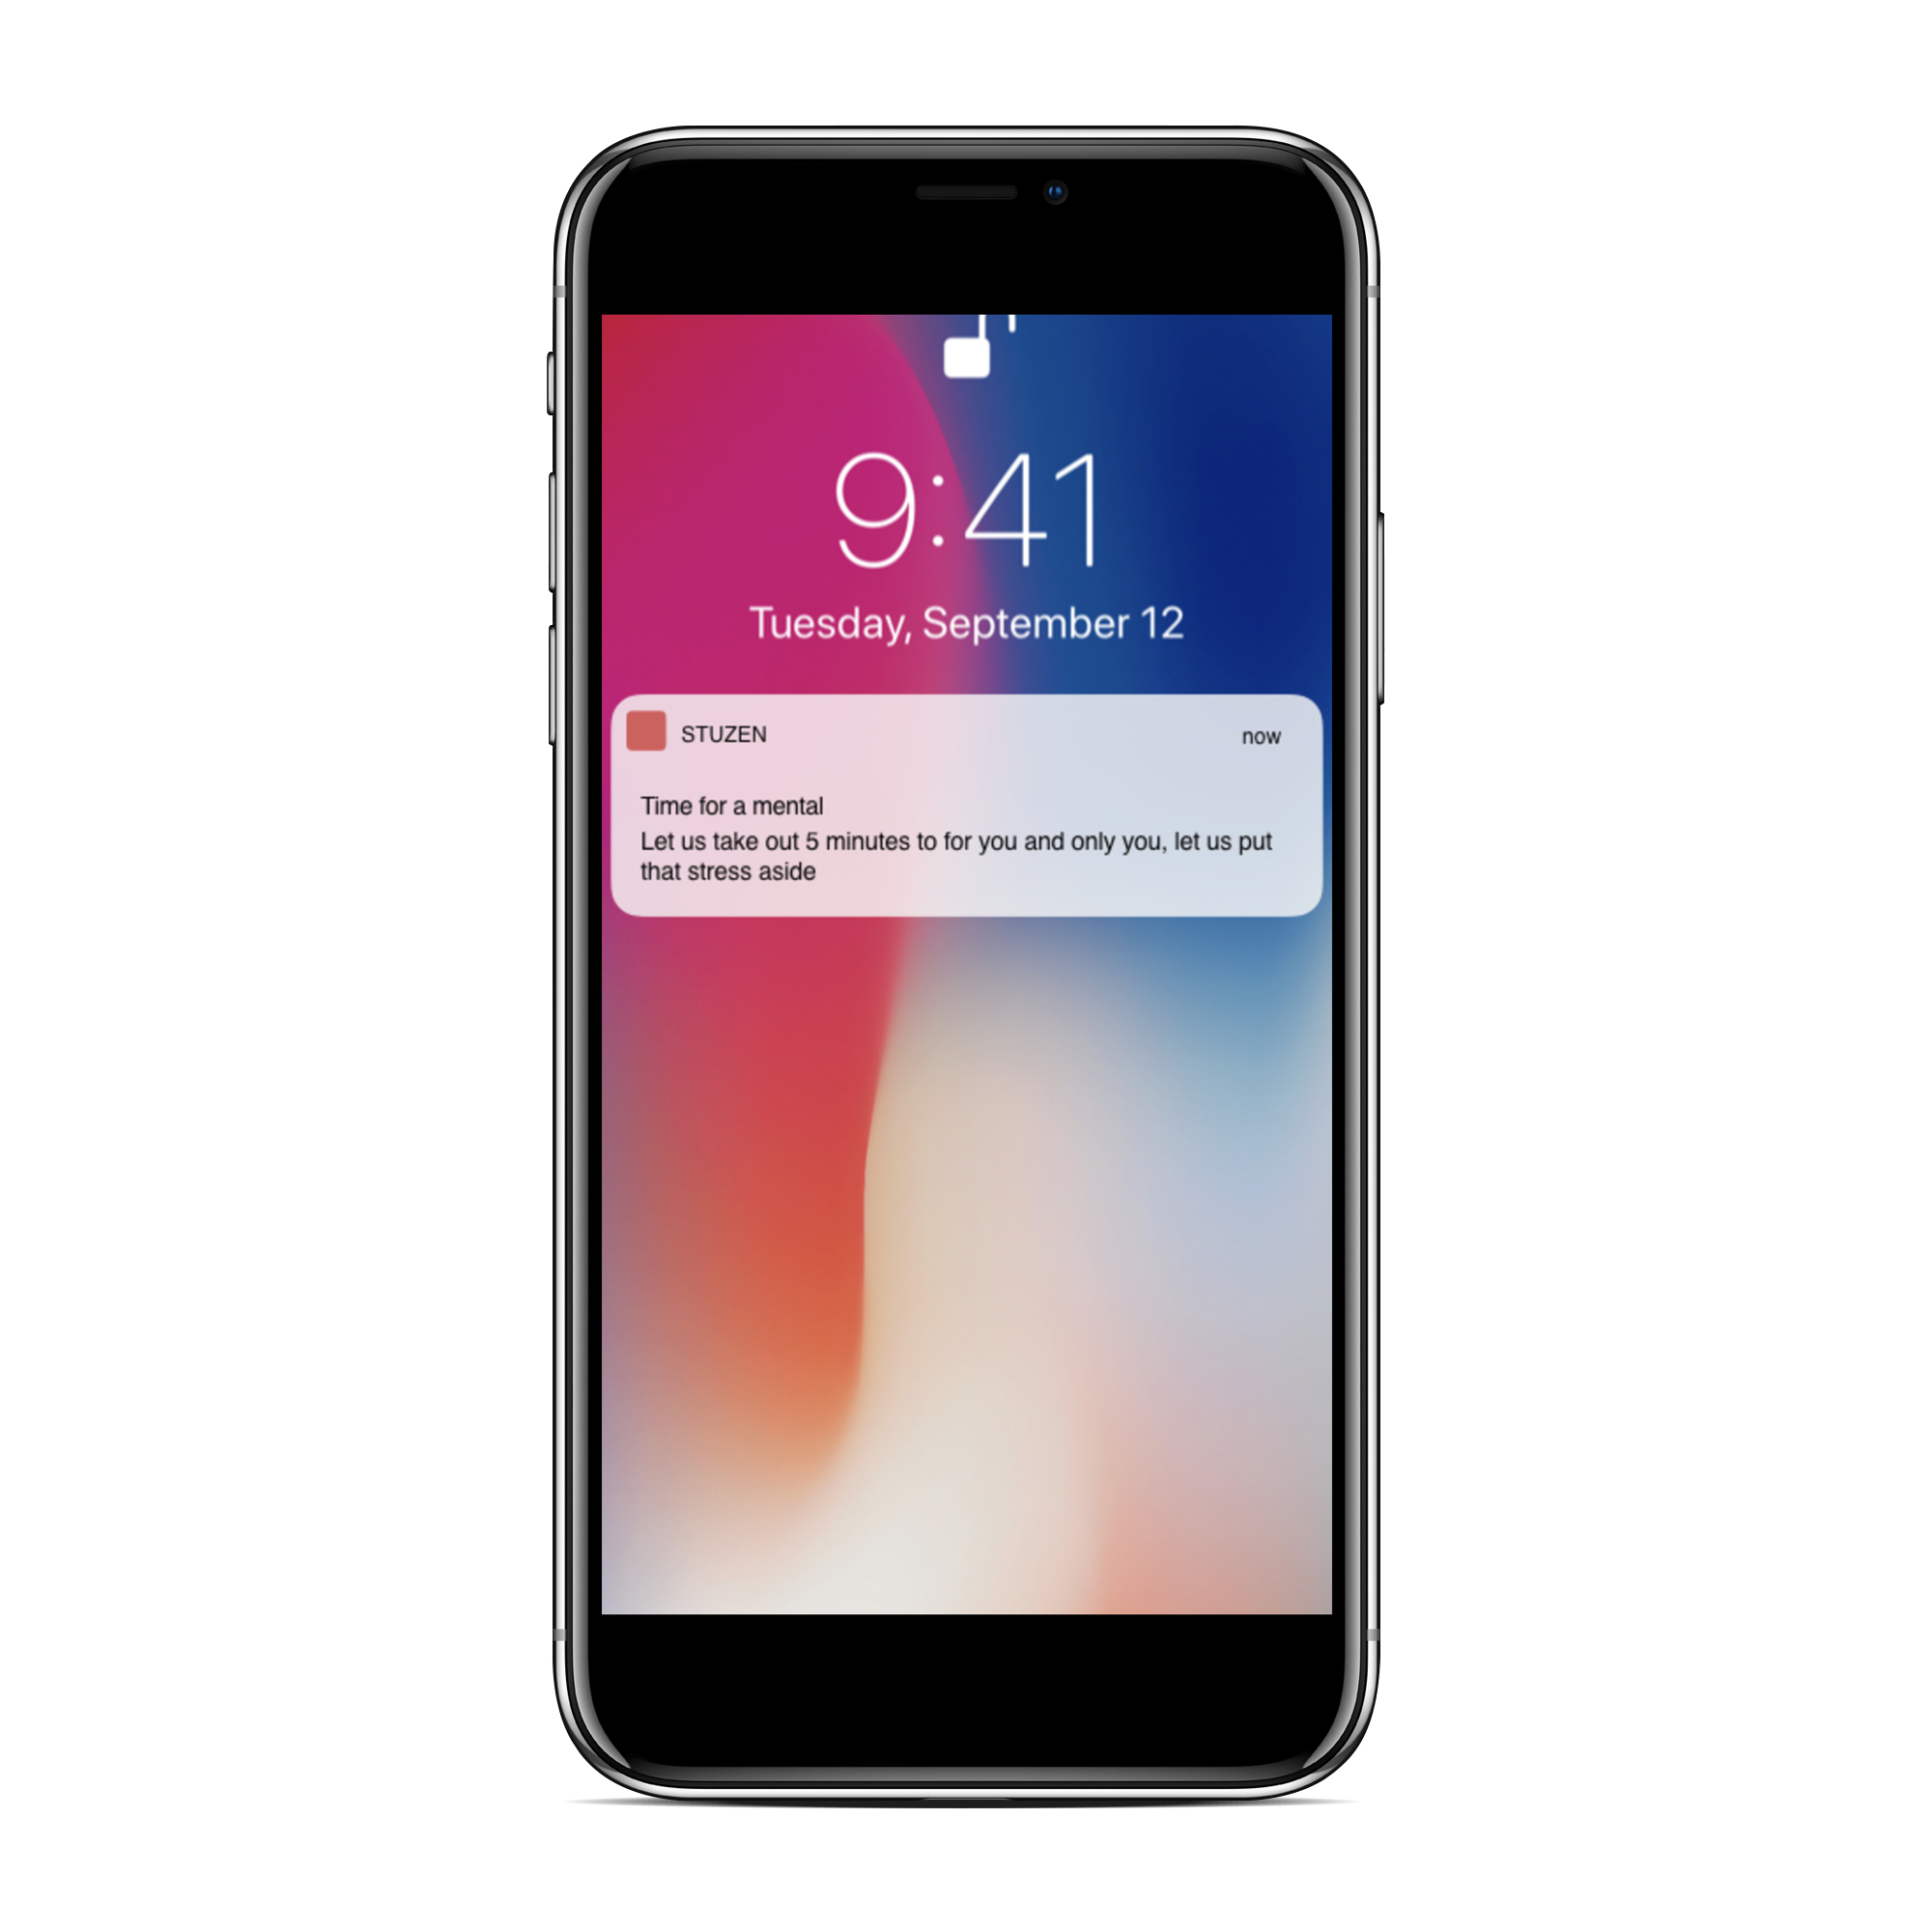 9:41
Tuesday, September 12
STUZEN
now
Time for a mental
Let us take out 5 minutes to for you and only you, let us put
that stress aside